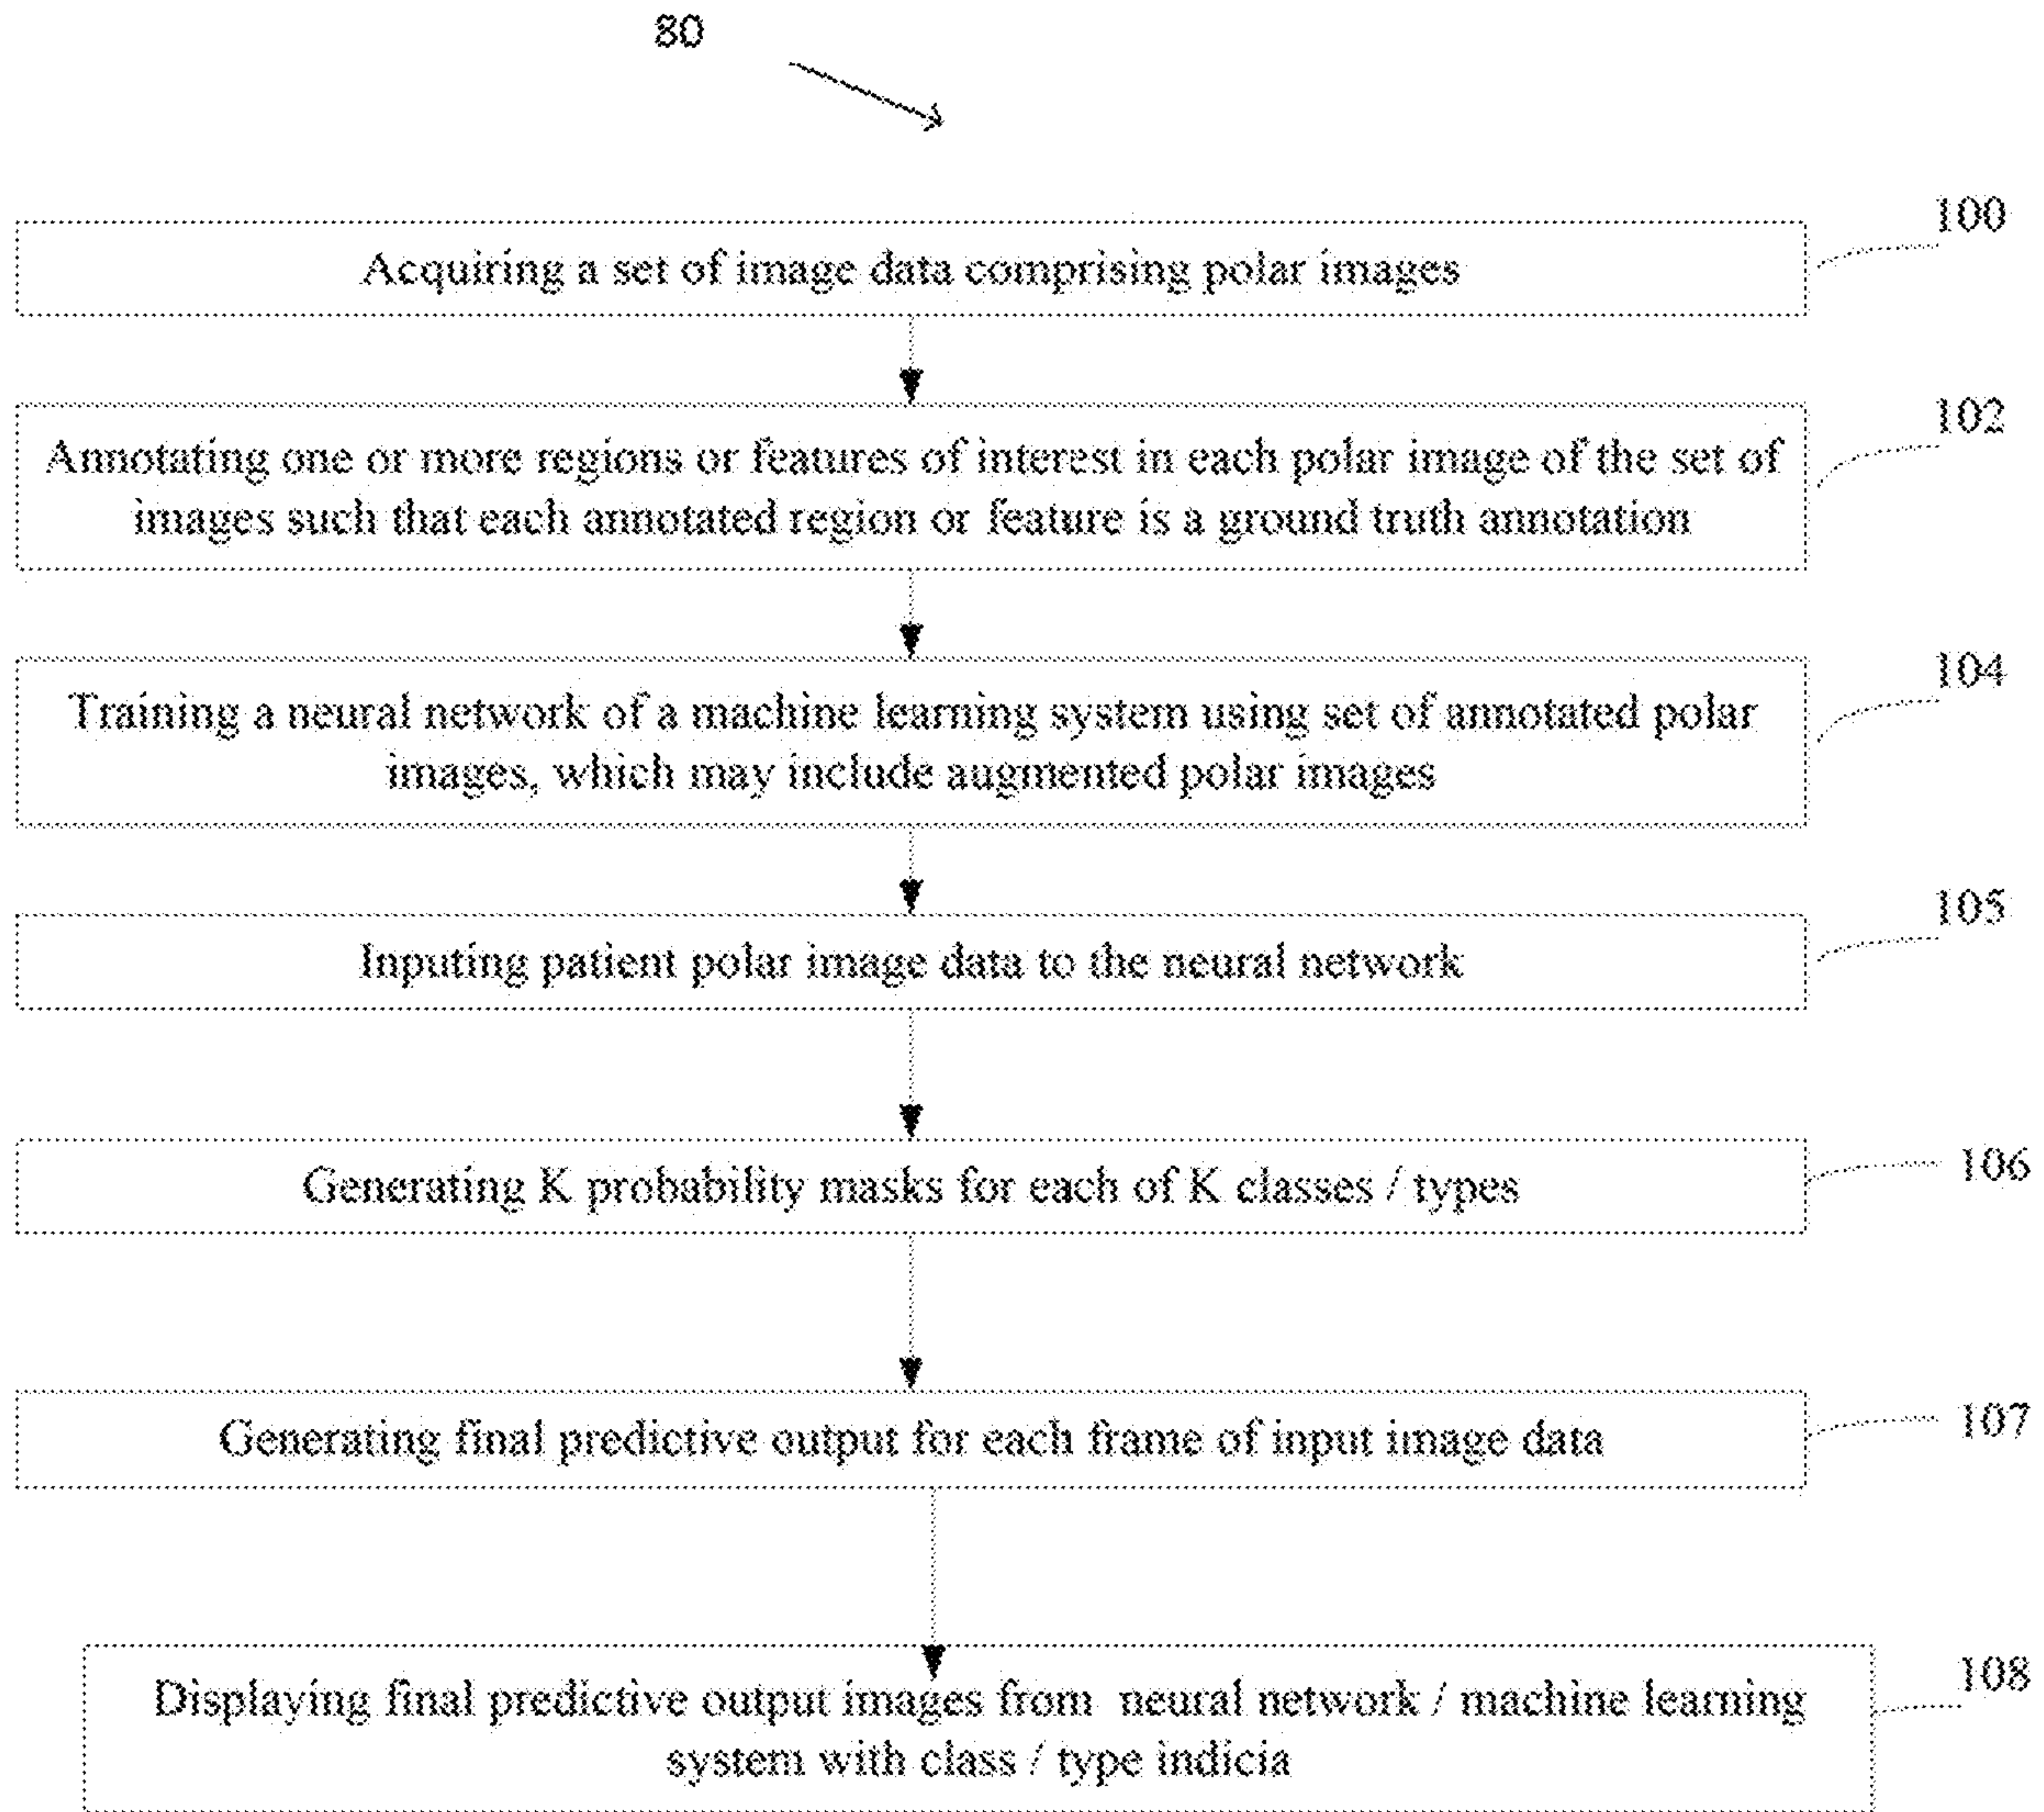 80
100
Acquiring a set of image data comprising polar images
102
Annotating one or more regions or features of interest in each polar image of the set of
images such that each annotated region or feature is a ground truth annotation
104
Training a neural network of a machine learning system using set of annotated polar
images, which may include augmented polar images
105
Inputing patient polar image data to the neural network
106
Generating K probability masks for each of K classes / types
107
Generating final predictive output for each frame of input image data
108
Displaying final predictive output images from neural network / machine learning
system with class / type indicia